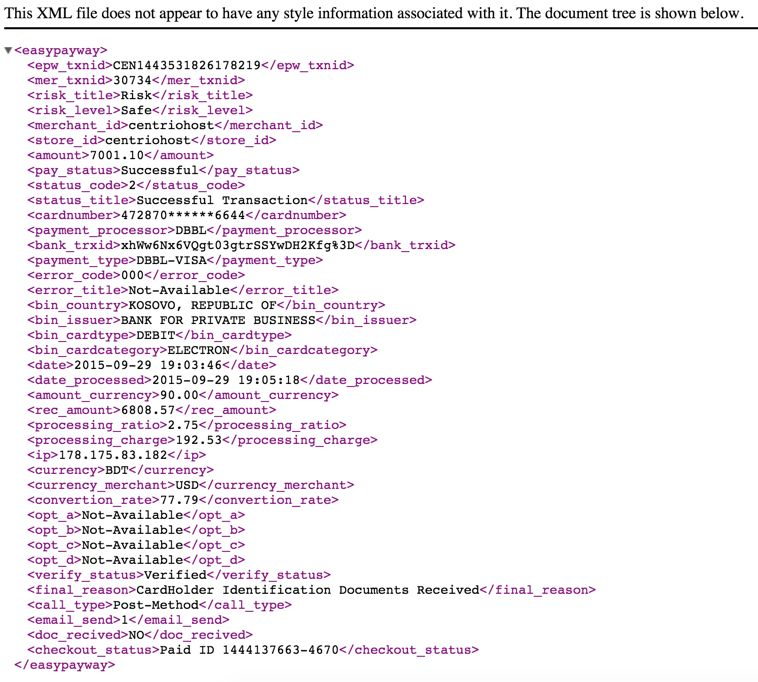 This XML file does not appear to have any style information associated with it. The document tree is shown below.
▼<easypayway>
<epw_txnid>CEN1443531826178219</epw_txnid>
<mer_txnid>30734</mer_txnid>
<risk_title>Risk</risk_title>
<risk_level>Safe</risk_level>
<merchant_id>centriohost</merchant_id>
<store_id>centriohost</store_id>
<amount>7001.10</amount>
<pay_status>Successful</pay_status>
<status_code>2</status_code>
<status_title>Successful Transaction</status_title>
<cardnumber>472870******6644</cardnumber>
<payment_processor>DBBL</payment_processor>
<bank_trxid>xhWw6Nx6VQgt03gtrSSYwDH2Kfg%3D</bank_trxid>
<payment_type>DBBL-VISA</payment_type>
<error_code>000</error_code>
<error_title>Not-Available</error_title>
<bin_country>KOSOVO, REPUBLIC OF</bin_country>
<bin_issuer>BANK FOR PRIVATE BUSINESS</bin_issuer>
<bin_cardtype>DEBIT</bin_cardtype>
<bin_cardcategory>ELECTRON</bin_cardcategory>
<date>2015-09-29 19:03:46</date>
<date_processed>2015-09-29 19:05:18</date_processed>
<amount_currency>90.00</amount_currency>
<rec_amount>6808.57</rec_amount>
<processing_ratio>2.75</processing_ratio>
<processing_charge>192.53</processing_charge>
<ip>178.175.83.182</ip>
<currency>BDT</currency>
<currency_merchant>USD</currency_merchant>
<convertion_rate>77.79</convertion_rate>
<opt_a>Not-Available</opt_a>
<opt_b>Not-Available</opt_b>
<opt_c>Not-Available</opt_c>
<opt_d>Not-Available</opt_d>
<verify_status>Verified</verify_status>
<final_reason>CardHolder Identification Documents Received</final_reason>
<call_type>Post-Method</call_type>
<email_send>1</email_send>
<doc_recived>NO</doc_recived>
<checkout_status>Paid ID 1444137663-4670</checkout_status>
</easypayway>